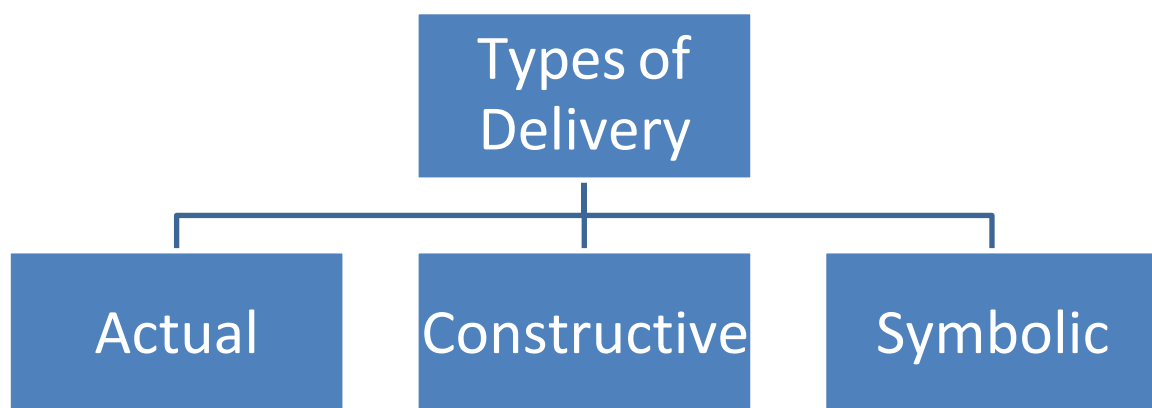 Types of
Delivery
Actual
Constructive
Symbolic